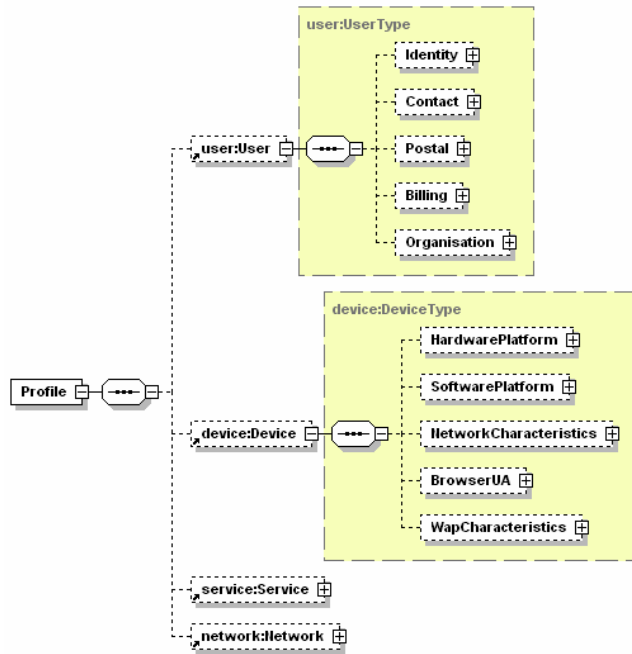 user:UserType
Identity
Contact
user:User
Postal
Billing
Organisation
device:DeviceType
HardwarePlatform
SoftwarePlatform
Profile
device:Device
NetworkCharacteristics
BrowserUA
WapCharacteristics
service:Service
network:Network